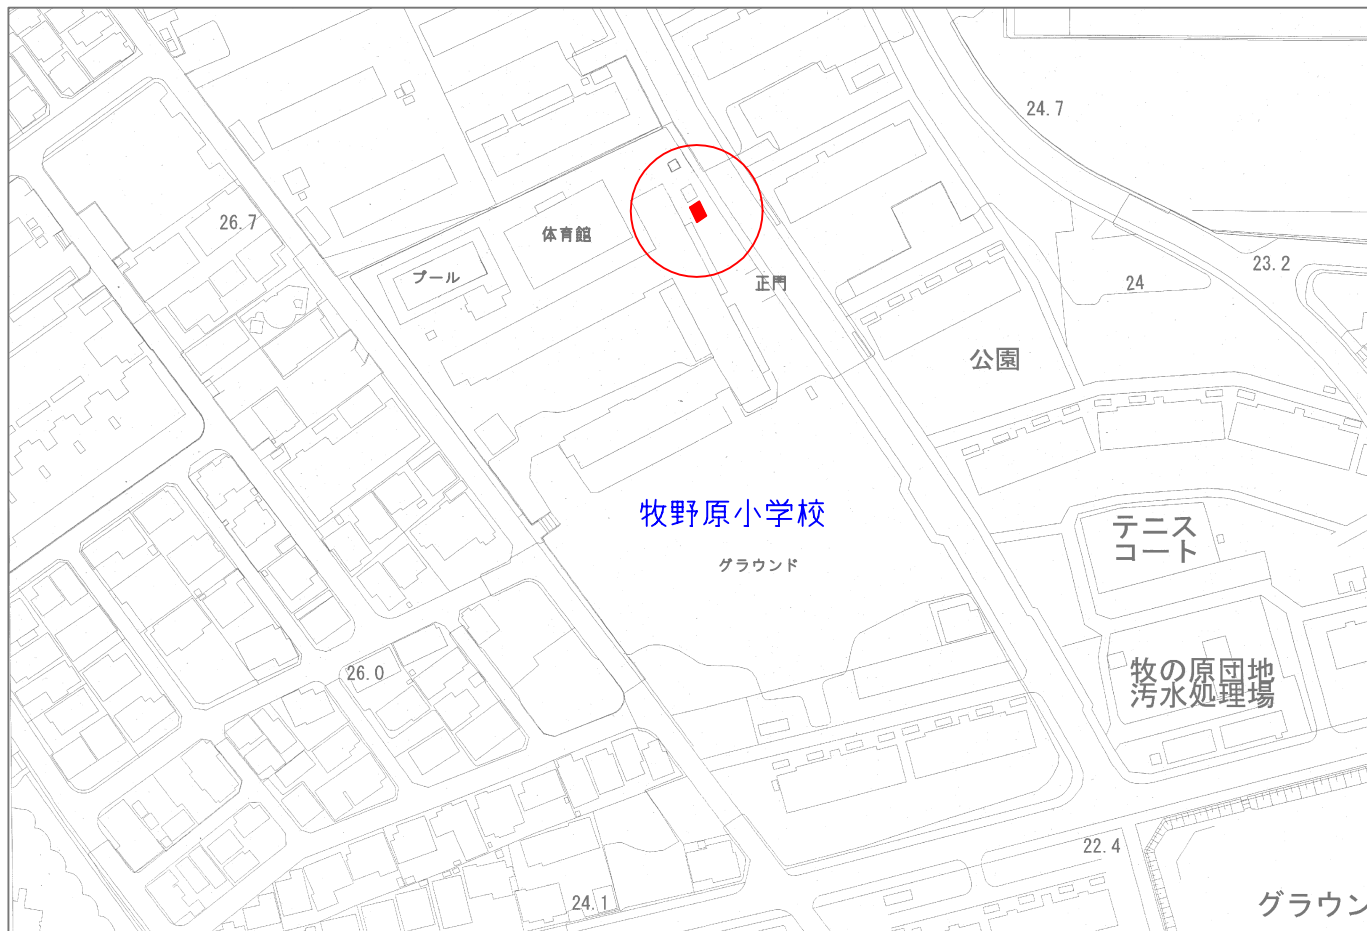 24.7
26.7
体育館
23.2
プール
正門
24
公園
牧野原小学校
テニス
コート
グラウンド
26.0
牧の原団地
汚水処理場
22.4
24.1
グラウン